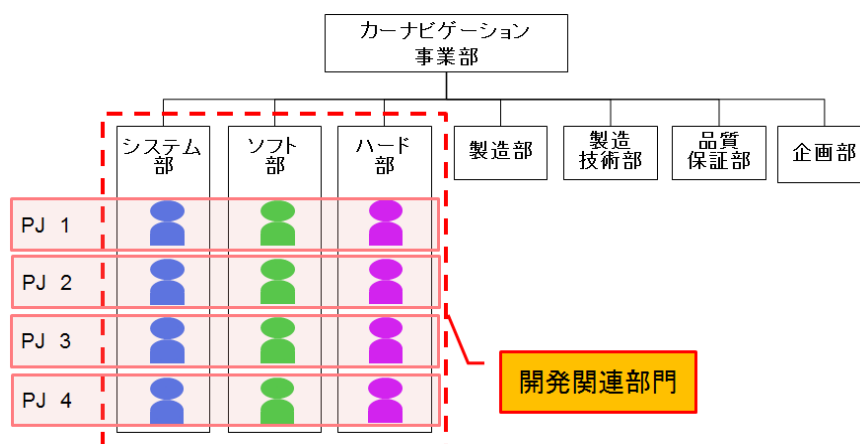 カーナビゲーション
事業部
システム
部
ソフト
部
ハード
部
製造部
製造
技術部
品質
保証部
企画部
PJ 1
PJ 2
PJ 3
PJ 4
開発関連部門